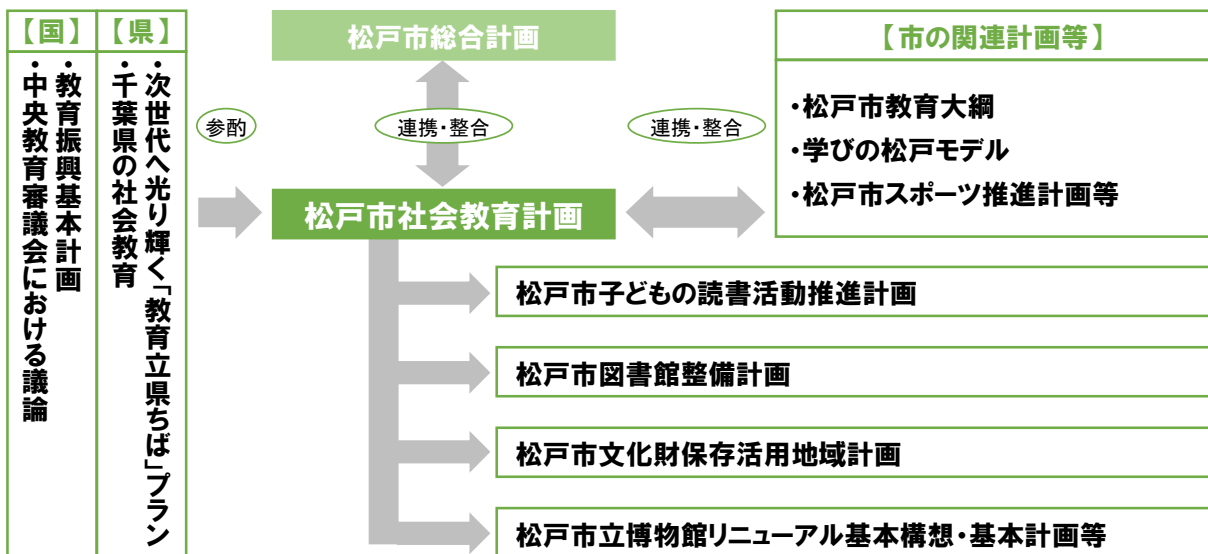 【国】
・教育振興基本計画
・中央教育審議会における議論
【県】
・次世代へ光り輝く「教育立県ちば」プラン
・千葉県の社会教育
参酌
松戸市総合計画
連携・整合
松戸市社会教育計画
連携・整合
【市の関連計画等】
・松戸市教育大綱
・学びの松戸モデル
・松戸市スポーツ推進計画等
松戸市子どもの読書活動推進計画
松戸市図書館整備計画
松戸市文化財保存活用地域計画
松戸市立博物館リニューアル基本構想・基本計画等